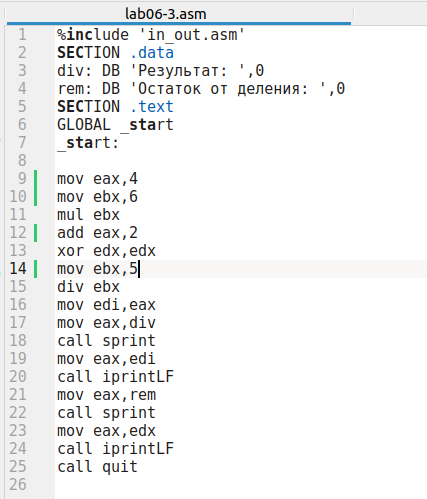 lab06-3.asm
1 %include 'in_out.asm'
2 SECTION .data
3 div: DB 'Результат: ',0
4 rem: DB 'Остаток от деления: ',0
5 SECTION .text
6 GLOBAL _start
7 _start:
8
9 mov eax,4
10 mov ebx,6
11 mul ebx
12 add eax,2
13 xor edx,edx
14 mov ebx,5
15 div ebx
16 mov edi,eax
17 mov eax,div
18 call sprint
19 mov eax,edi
20 call iprintLF
21 mov eax,rem
22 call sprint
23 mov eax,edx
24 call iprintLF
25 call quit
26